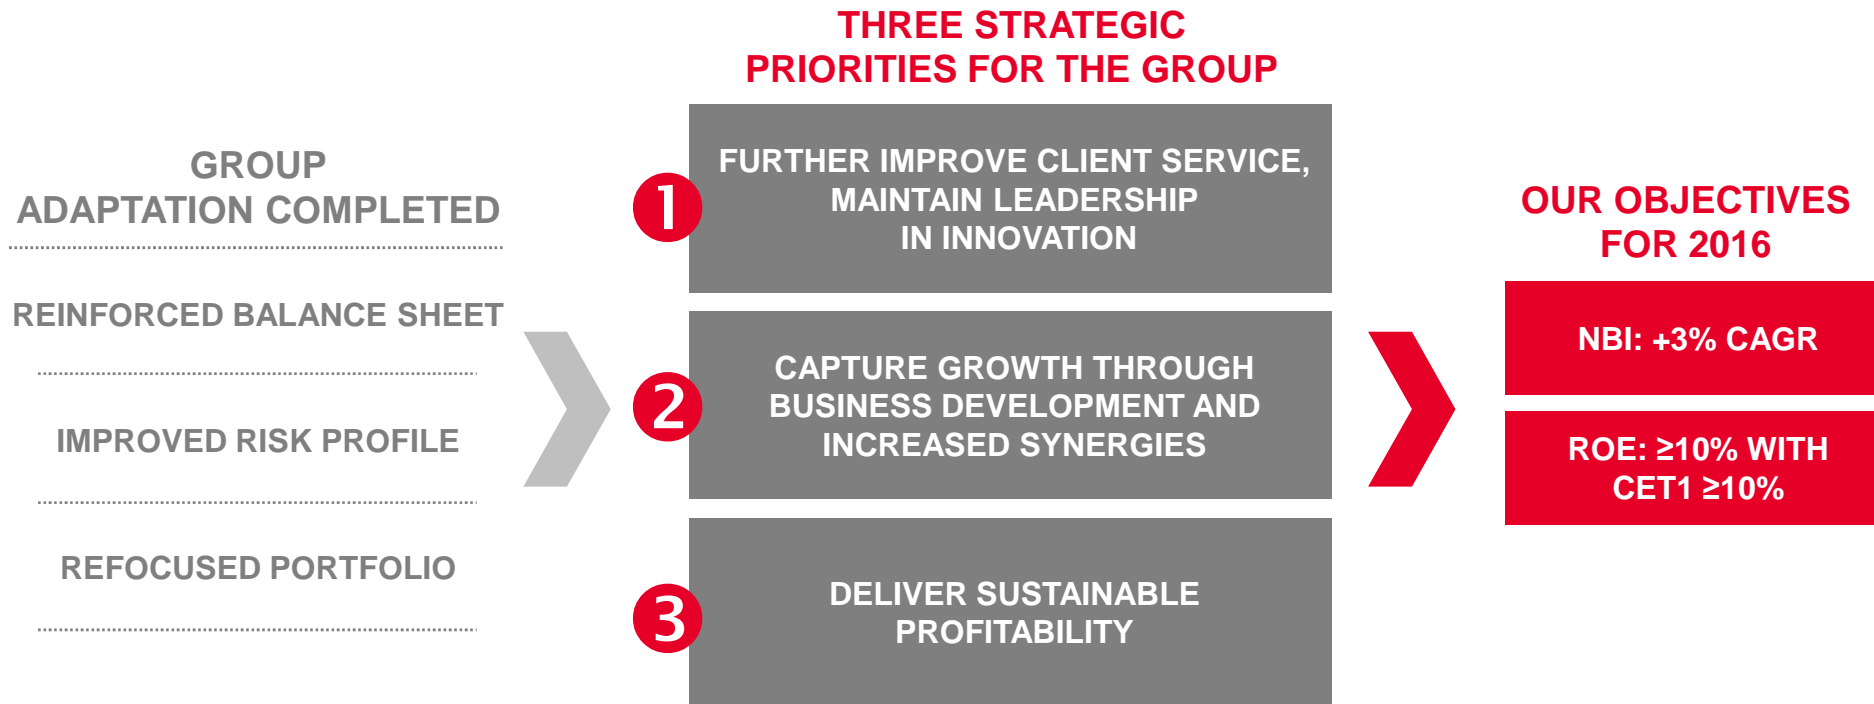 GROUP
ADAPTATION COMPLETED
REINFORCED BALANCE SHEET
IMPROVED RISK PROFILE
REFOCUSED PORTFOLIO
THREE STRATEGIC
PRIORITIES FOR THE GROUP
1
FURTHER IMPROVE CLIENT SERVICE,
MAINTAIN LEADERSHIP
IN INNOVATION
2
CAPTURE GROWTH THROUGH
BUSINESS DEVELOPMENT AND
INCREASED SYNERGIES
3
DELIVER SUSTAINABLE
PROFITABILITY
OUR OBJECTIVES
FOR 2016
NBI: +3% CAGR
ROE: ≥10% WITH
CET1 ≥10%